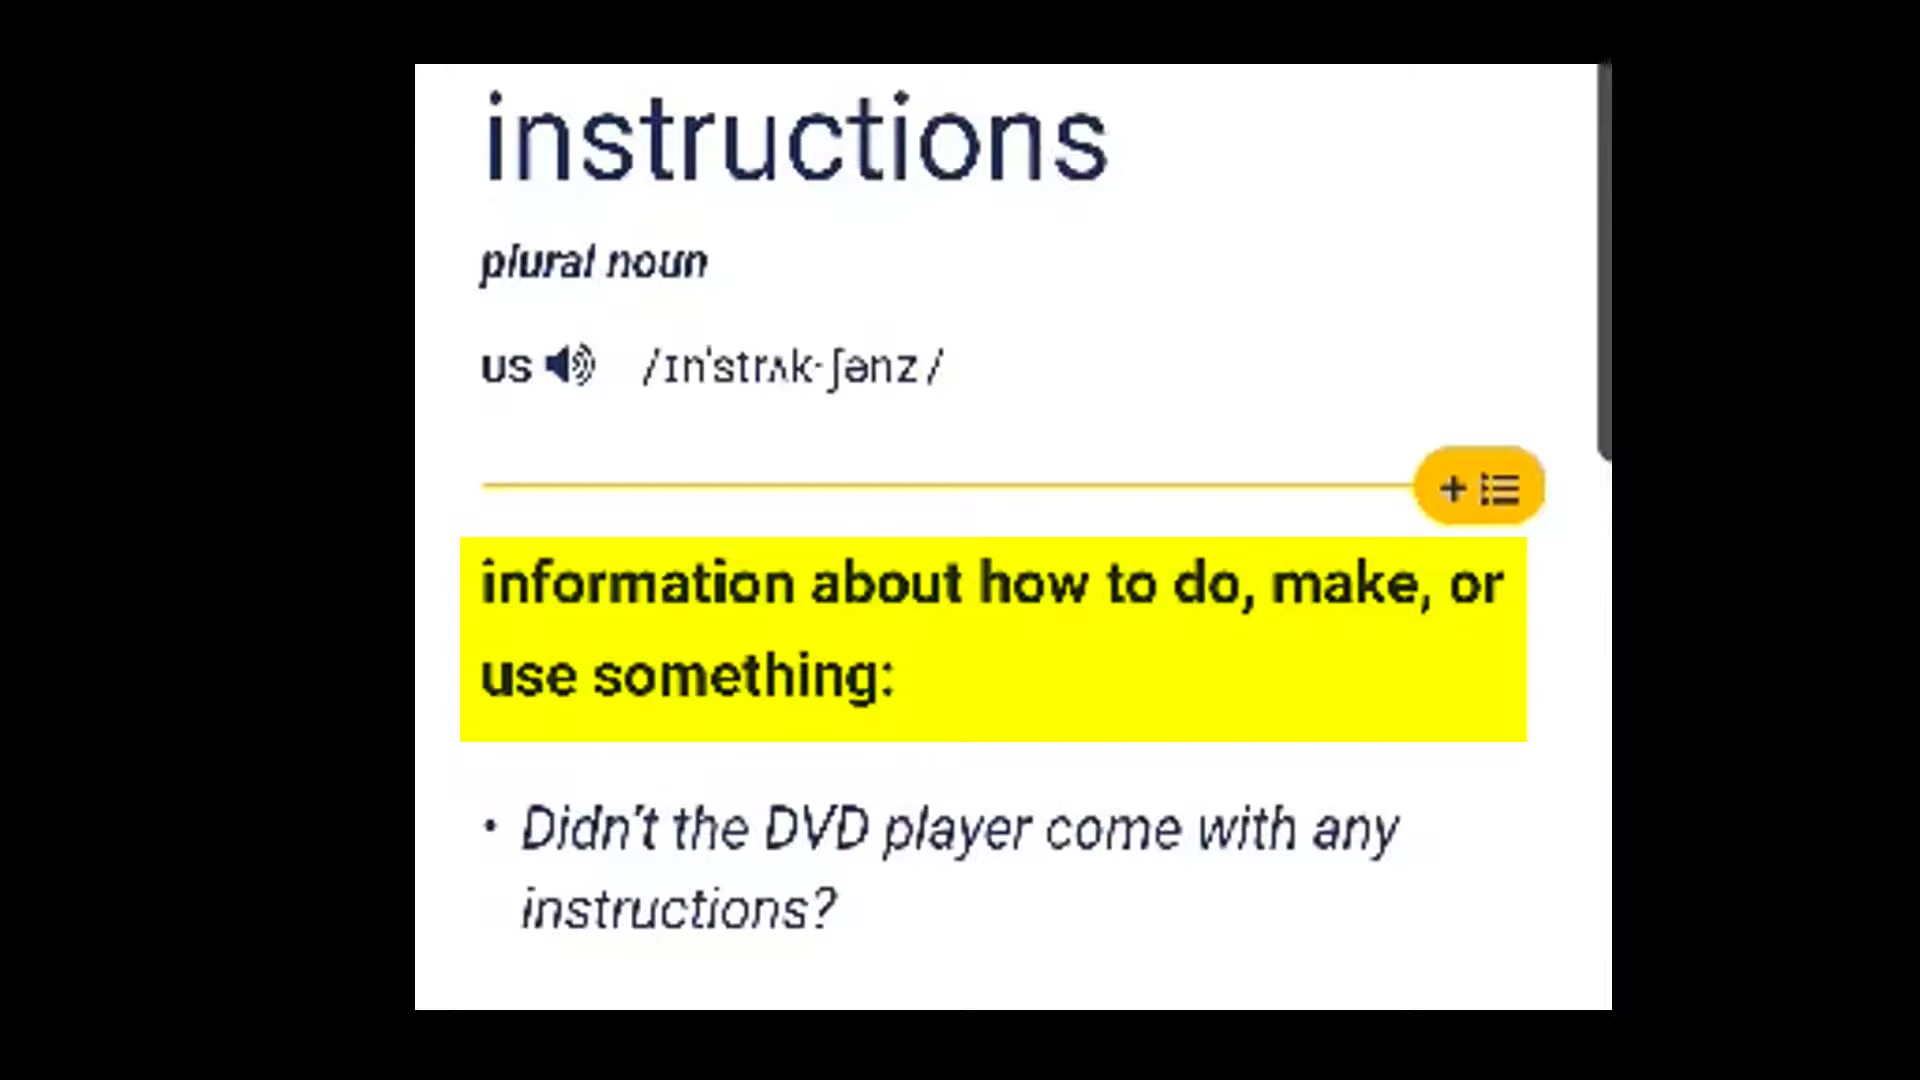 instructions
plural noun
US /ɪnˈstrʌk·ʃənz/
information about how to do, make, or
use something:
• Didn't the DVD player come with any
instructions?